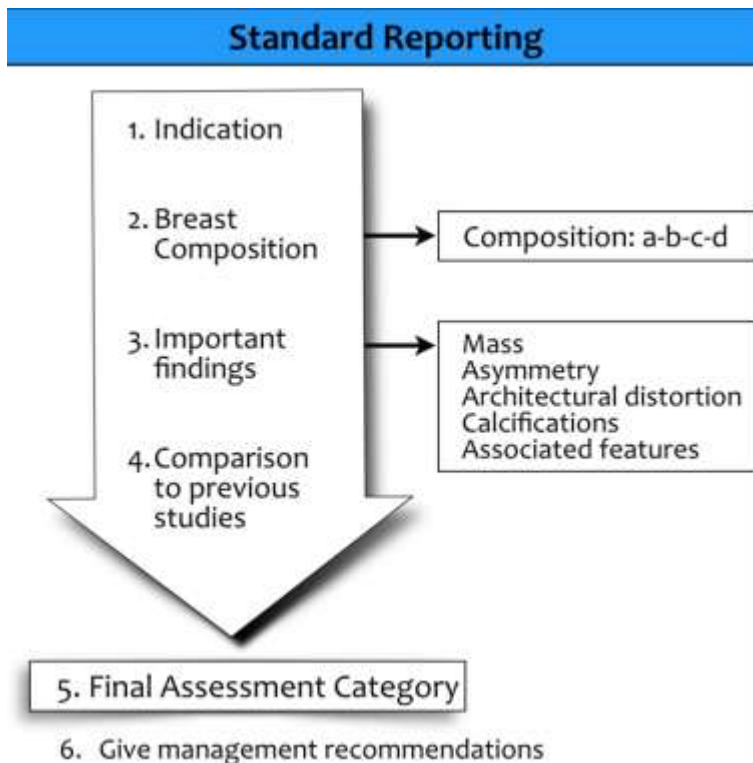 Standard Reporting
1. Indication
2. Breast
Composition
Composition: a-b-c-d
3. Important
findings
Mass
Asymmetry
Architectural distortion
Calcifications
Associated features
4. Comparison
to previous
studies
5. Final Assessment Category
6. Give management recommendations